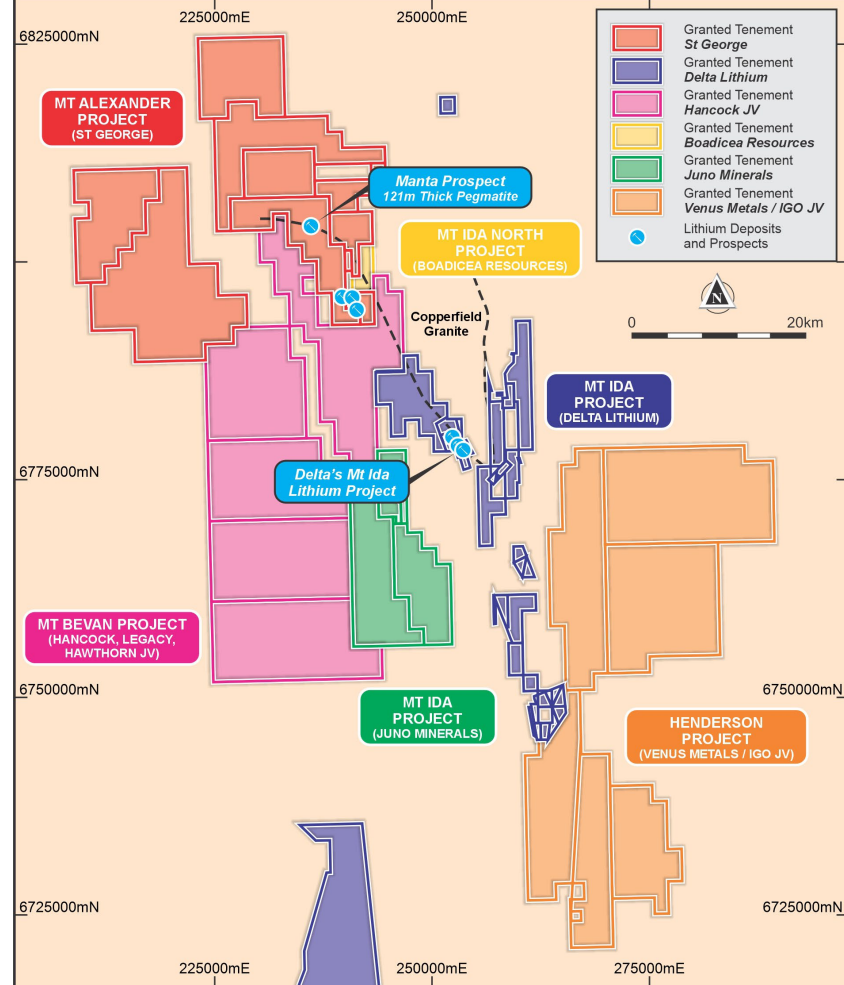 225000mE
250000mE
6825000mN
Granted Tenement
St George
Granted Tenement
Delta Lithium
Granted Tenement
Hancock JV
Granted Tenement
Boadicea Resources
Granted Tenement
Juno Minerals
Granted Tenement
Venus Metals / IGO JV
Lithium Deposits
and Prospects
MT ALEXANDER
PROJECT
(ST GEORGE)
Manta Prospect
121m Thick Pegmatite
MT IDA NORTH
PROJECT
(BOADICEA RESOURCES)
N
Copperfield
Granite
0
20km
MT IDA
PROJECT
(DELTA LITHIUM)
6775000mN
Delta's Mt Ida
Lithium Project
MT BEVAN PROJECT
(HANCOCK, LEGACY,
HAWTHORN JV)
6750000mN
6750000mN
MT IDA
PROJECT
(JUNO MINERALS)
HENDERSON
PROJECT
(VENUS METALS / IGO JV)
6725000mN
6725000mN
225000mE
250000mE
275000mE